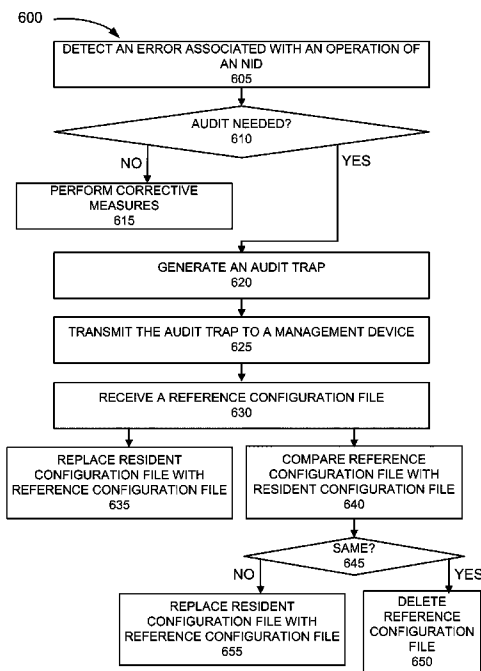 600
DETECT AN ERROR ASSOCIATED WITH AN OPERATION OF
AN NID
605
AUDIT NEEDED?
610
NO
YES
PERFORM CORRECTIVE
MEASURES
615
GENERATE AN AUDIT TRAP
620
TRANSMIT THE AUDIT TRAP TO A MANAGEMENT DEVICE
625
RECEIVE A REFERENCE CONFIGURATION FILE
630
REPLACE RESIDENT
CONFIGURATION FILE WITH
REFERENCE CONFIGURATION FILE
635
COMPARE REFERENCE
CONFIGURATION FILE WITH
RESIDENT CONFIGURATION FILE
640
SAME?
645
NO
YES
REPLACE RESIDENT
CONFIGURATION FILE WITH
REFERENCE CONFIGURATION FILE
655
DELETE
REFERENCE
CONFIGURATION
FILE
650